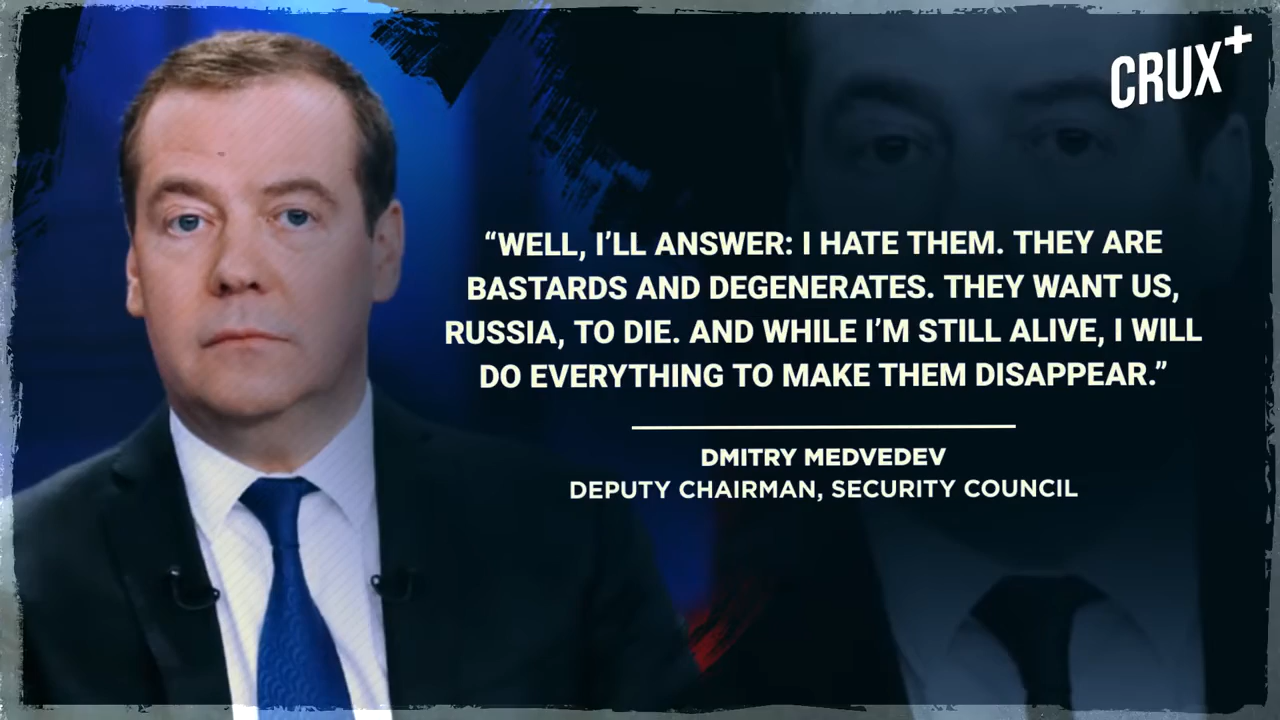 CRUX+
“WELL, I’LL ANSWER: I HATE THEM. THEY ARE
BASTARDS AND DEGENERATES. THEY WANT US,
RUSSIA, TO DIE. AND WHILE I’M STILL ALIVE, I WILL
DO EVERYTHING TO MAKE THEM DISAPPEAR.”
DMITRY MEDVEDEV
DEPUTY CHAIRMAN, SECURITY COUNCIL